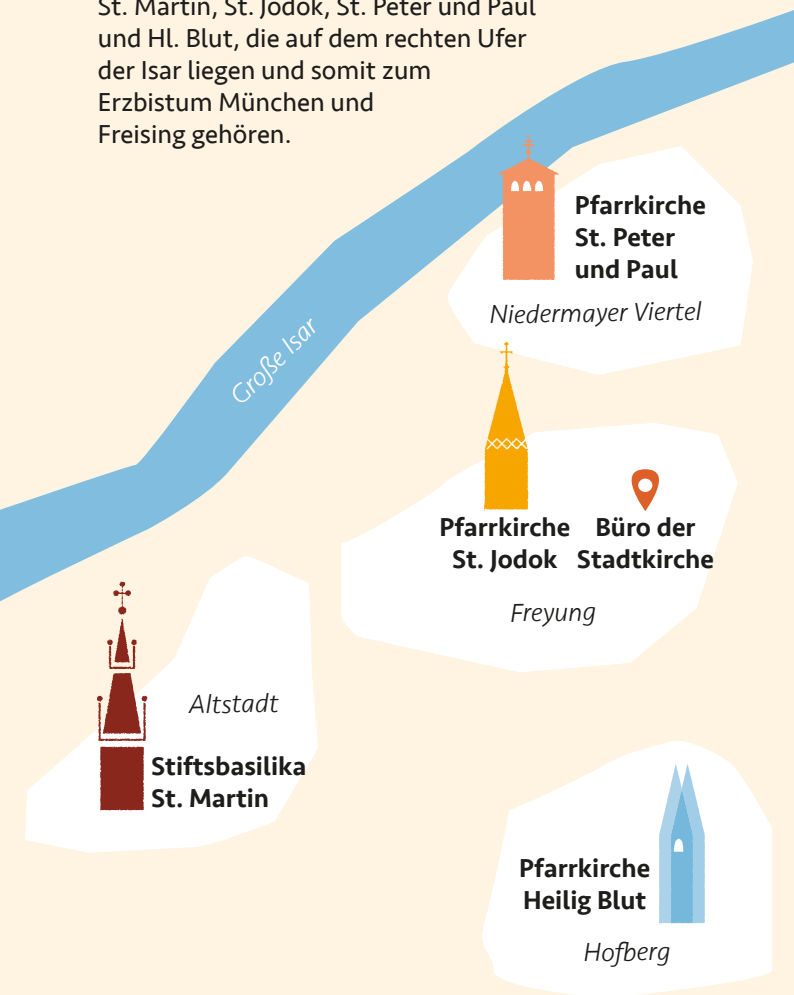 St. Martin, St. Jodok, St. Peter und Paul
und Hl. Blut, die auf dem rechten Ufer
der Isar liegen und somit zum
Erzbistum München und
Freising gehören.
Pfarrkirche
St. Peter
und Paul
Niedermayer Viertel
Große Isar
Pfarrkirche
St. Jodok
Büro der
Stadtkirche
Freyung
Altstadt
Stiftsbasilika
St. Martin
Pfarrkirche
Heilig Blut
Hofberg